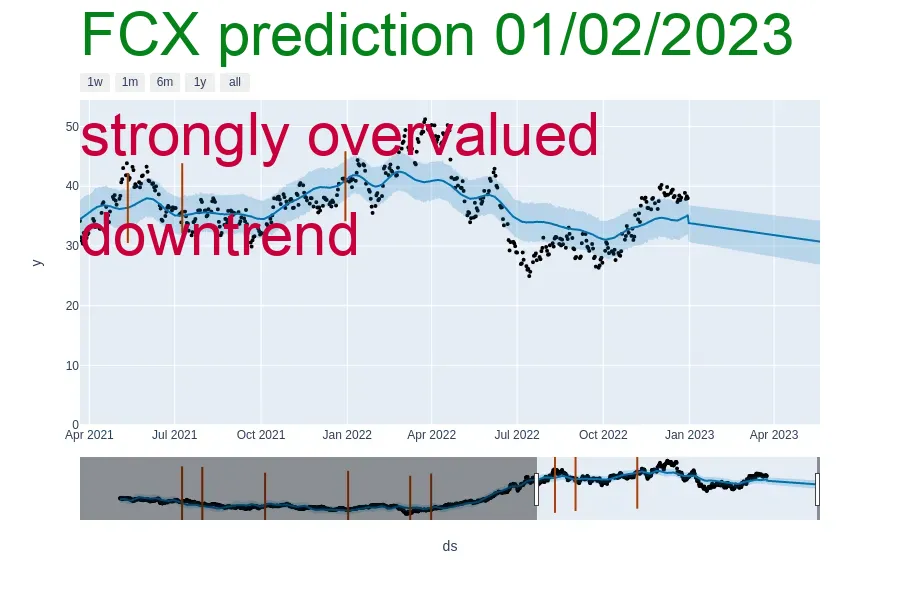 FCX prediction 01/02/2023
1w 1m 6m 1y all
strongly overvalued
downtrend
y
50
40
30
20
10
0
Apr 2021 Jul 2021 Oct 2021 Jan 2022 Apr 2022 Jul 2022 Oct 2022 Jan 2023 Apr 2023
ds